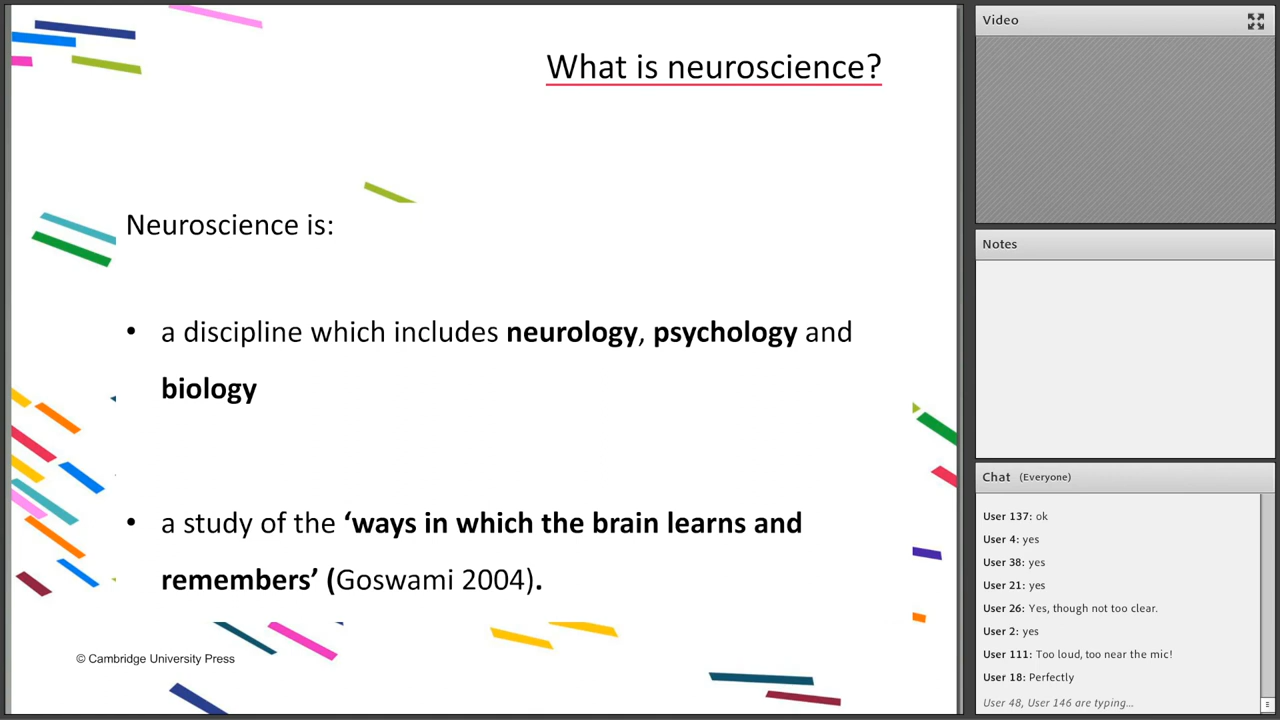 What is neuroscience?
Neuroscience is:
• a discipline which includes neurology, psychology and
biology
• a study of the ‘ways in which the brain learns and
remembers’ (Goswami 2004).
© Cambridge University Press
Video
Notes
Chat (Everyone)
User 137: ok
User 4: yes
User 38: yes
User 21: yes
User 26: Yes, though not too clear.
User 2: yes
User 111: Too loud, too near the mic!
User 18: Perfectly
User 48, User 146 are typing...